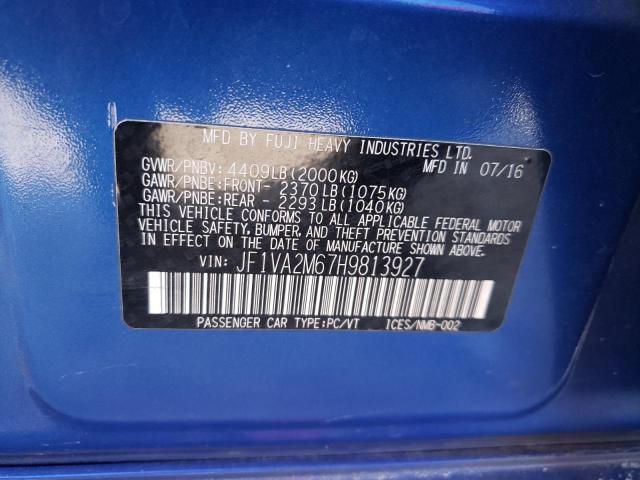 MFD BY FUJI HEAVY INDUSTRIES LTD.
GVWR/PNBV: 4409LB(2000KG) MFD IN 07/16
GAWR/PNBE:FRONT- 2370LB(1075KG)
GAWR/PNBE:REAR - 2293LB(1040KG)
THIS VEHICLE CONFORMS TO ALL APPLICABLE FEDERAL MOTOR
VEHICLE SAFETY, BUMPER, AND THEFT PREVENTION STANDARDS
IN EFFECT ON THE DATE OF MANUFACTURE SHOWN ABOVE.
VIN: JF1VA2M67H9813927
PASSENGER CAR TYPE:PC/VT ICES/NMB-002